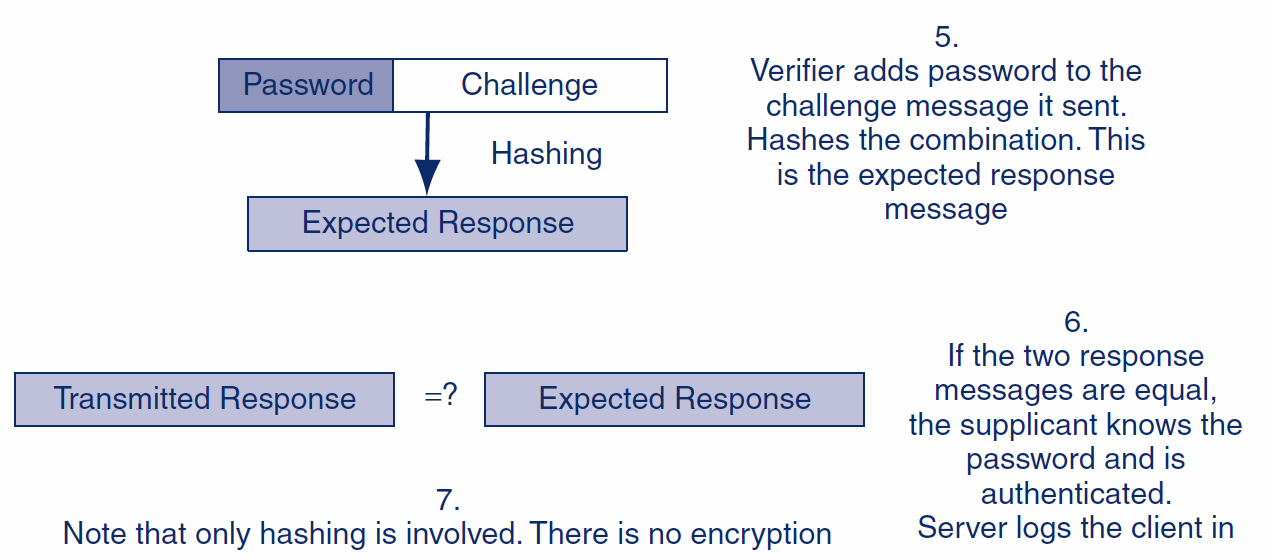 Password
Challenge
Hashing
Expected Response
5.
Verifier adds password to the
challenge message it sent.
Hashes the combination. This
is the expected response
message
Transmitted Response
=?
Expected Response
6.
If the two response
messages are equal,
the supplicant knows the
password and is
authenticated.
Server logs the client in
7.
Note that only hashing is involved. There is no encryption